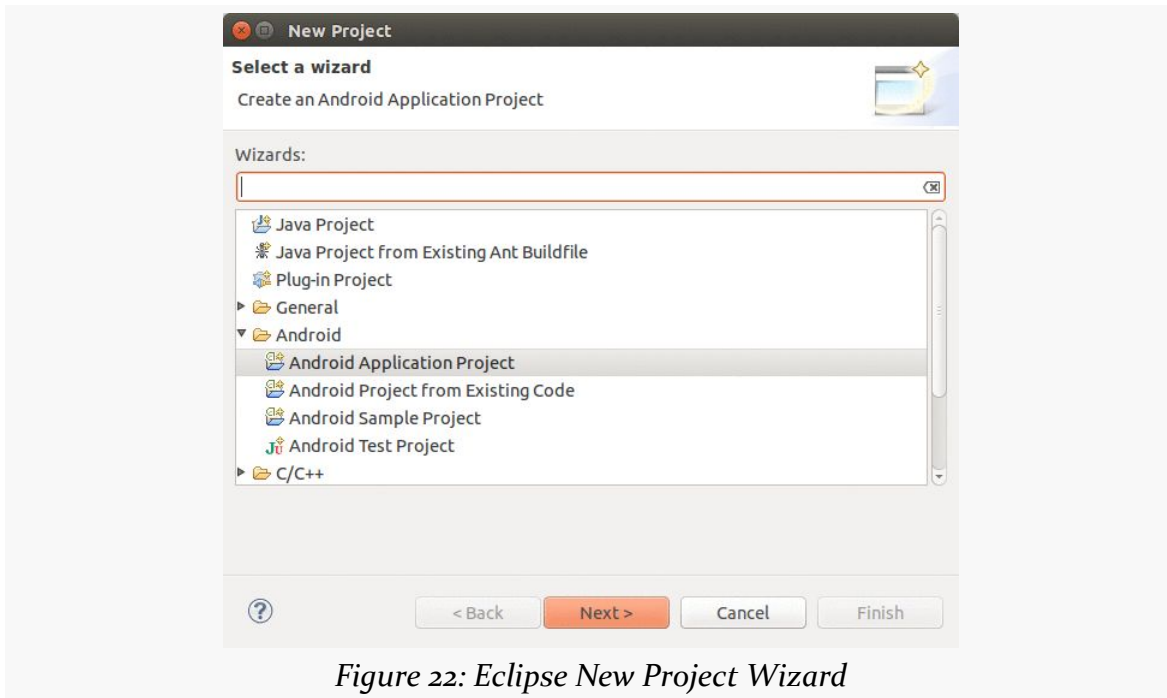 New Project
Select a wizard
Create an Android Application Project
Wizards:
Java Project
Java Project from Existing Ant Buildfile
Plug-in Project
General
Android
Android Application Project
Android Project from Existing Code
Android Sample Project
Android Test Project
C/C++
< Back Next > Cancel Finish
Figure 22: Eclipse New Project Wizard